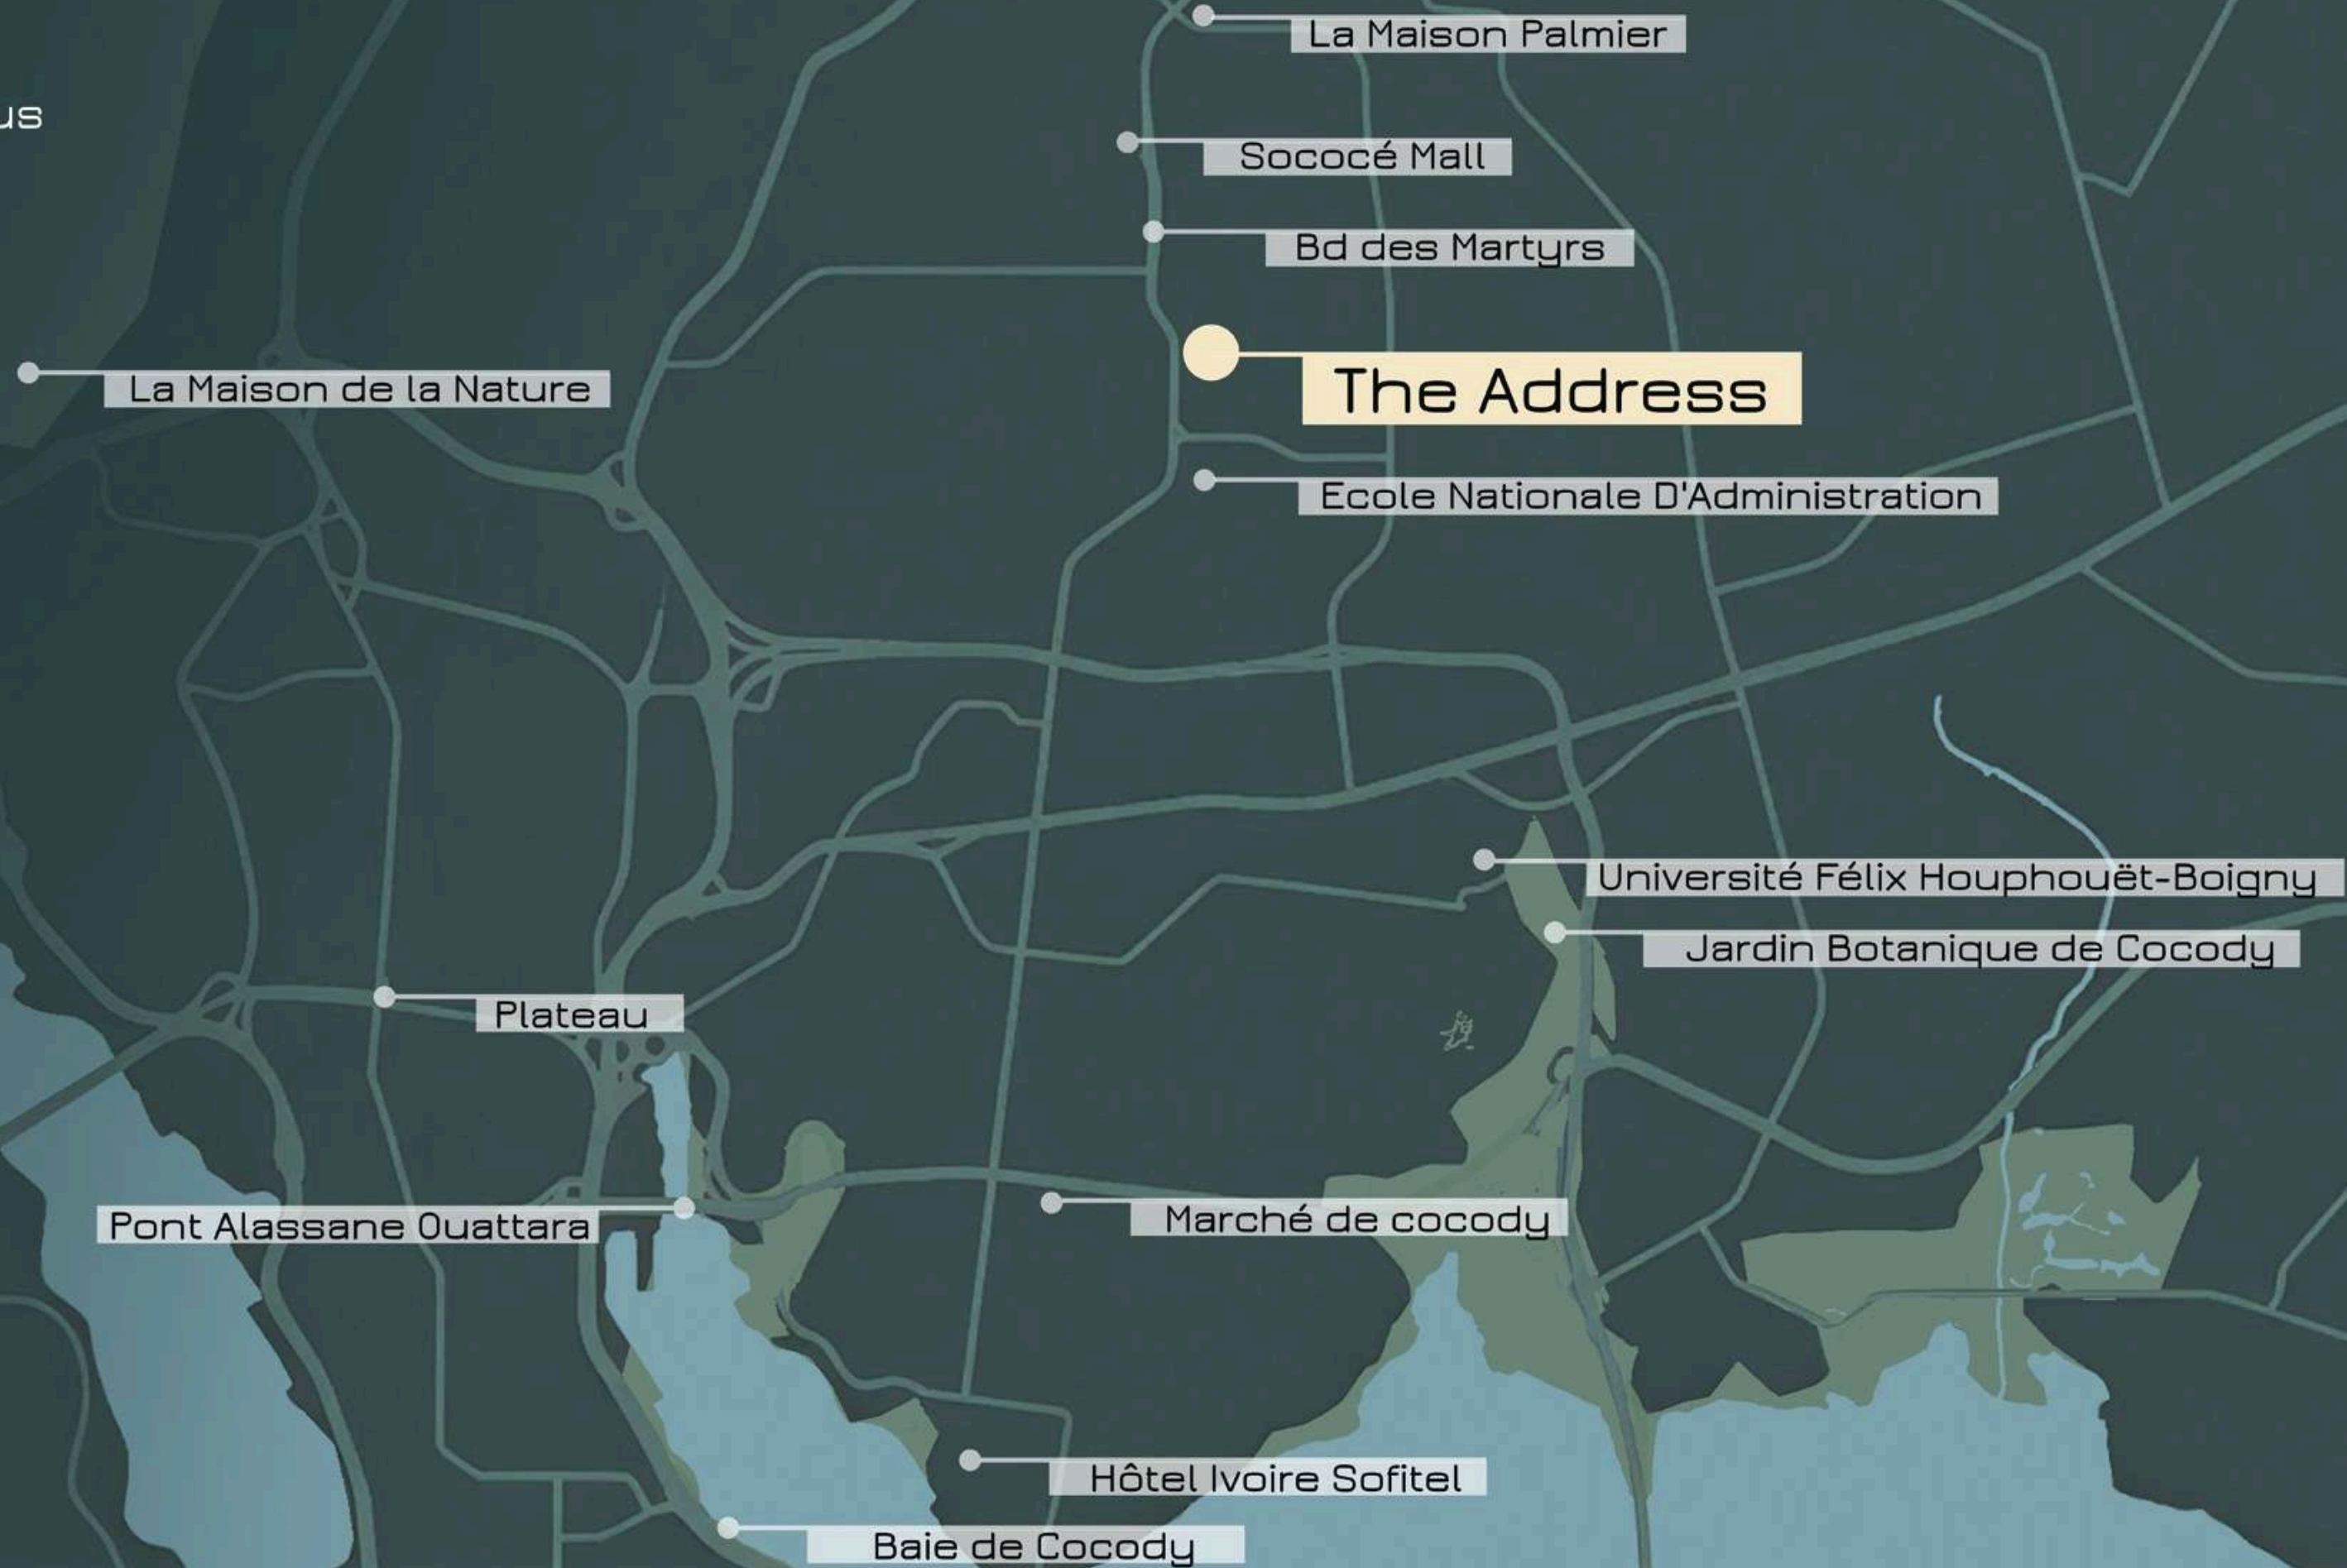 La Maison Palmier
us
Sococé Mall
Bd des Martyrs
La Maison de la Nature
The Address
Ecole Nationale D'Administration
Université Félix Houphouët-Boigny
Jardin Botanique de Cocody
Plateau
Pont Alassane Ouattara
Marché de cocody
Hôtel Ivoire Sofitel
Baie de Cocody